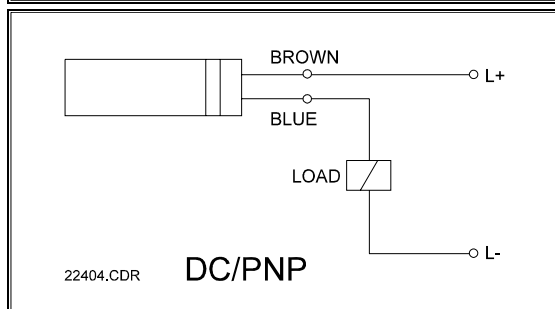 BROWN
L+
BLUE
LOAD
L-
22404.CDR
DC/PNP